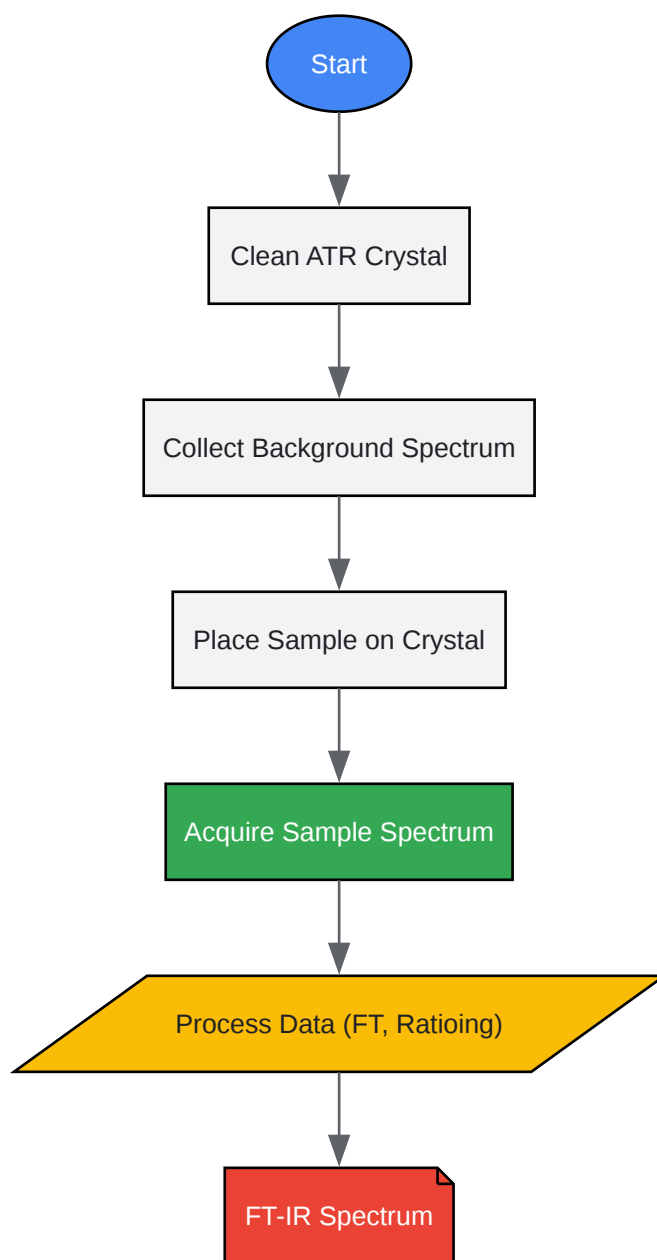 Start
Clean ATR Crystal
Collect Background Spectrum
Place Sample on Crystal
Acquire Sample Spectrum
Process Data (FT, Ratioing)
FT-IR Spectrum